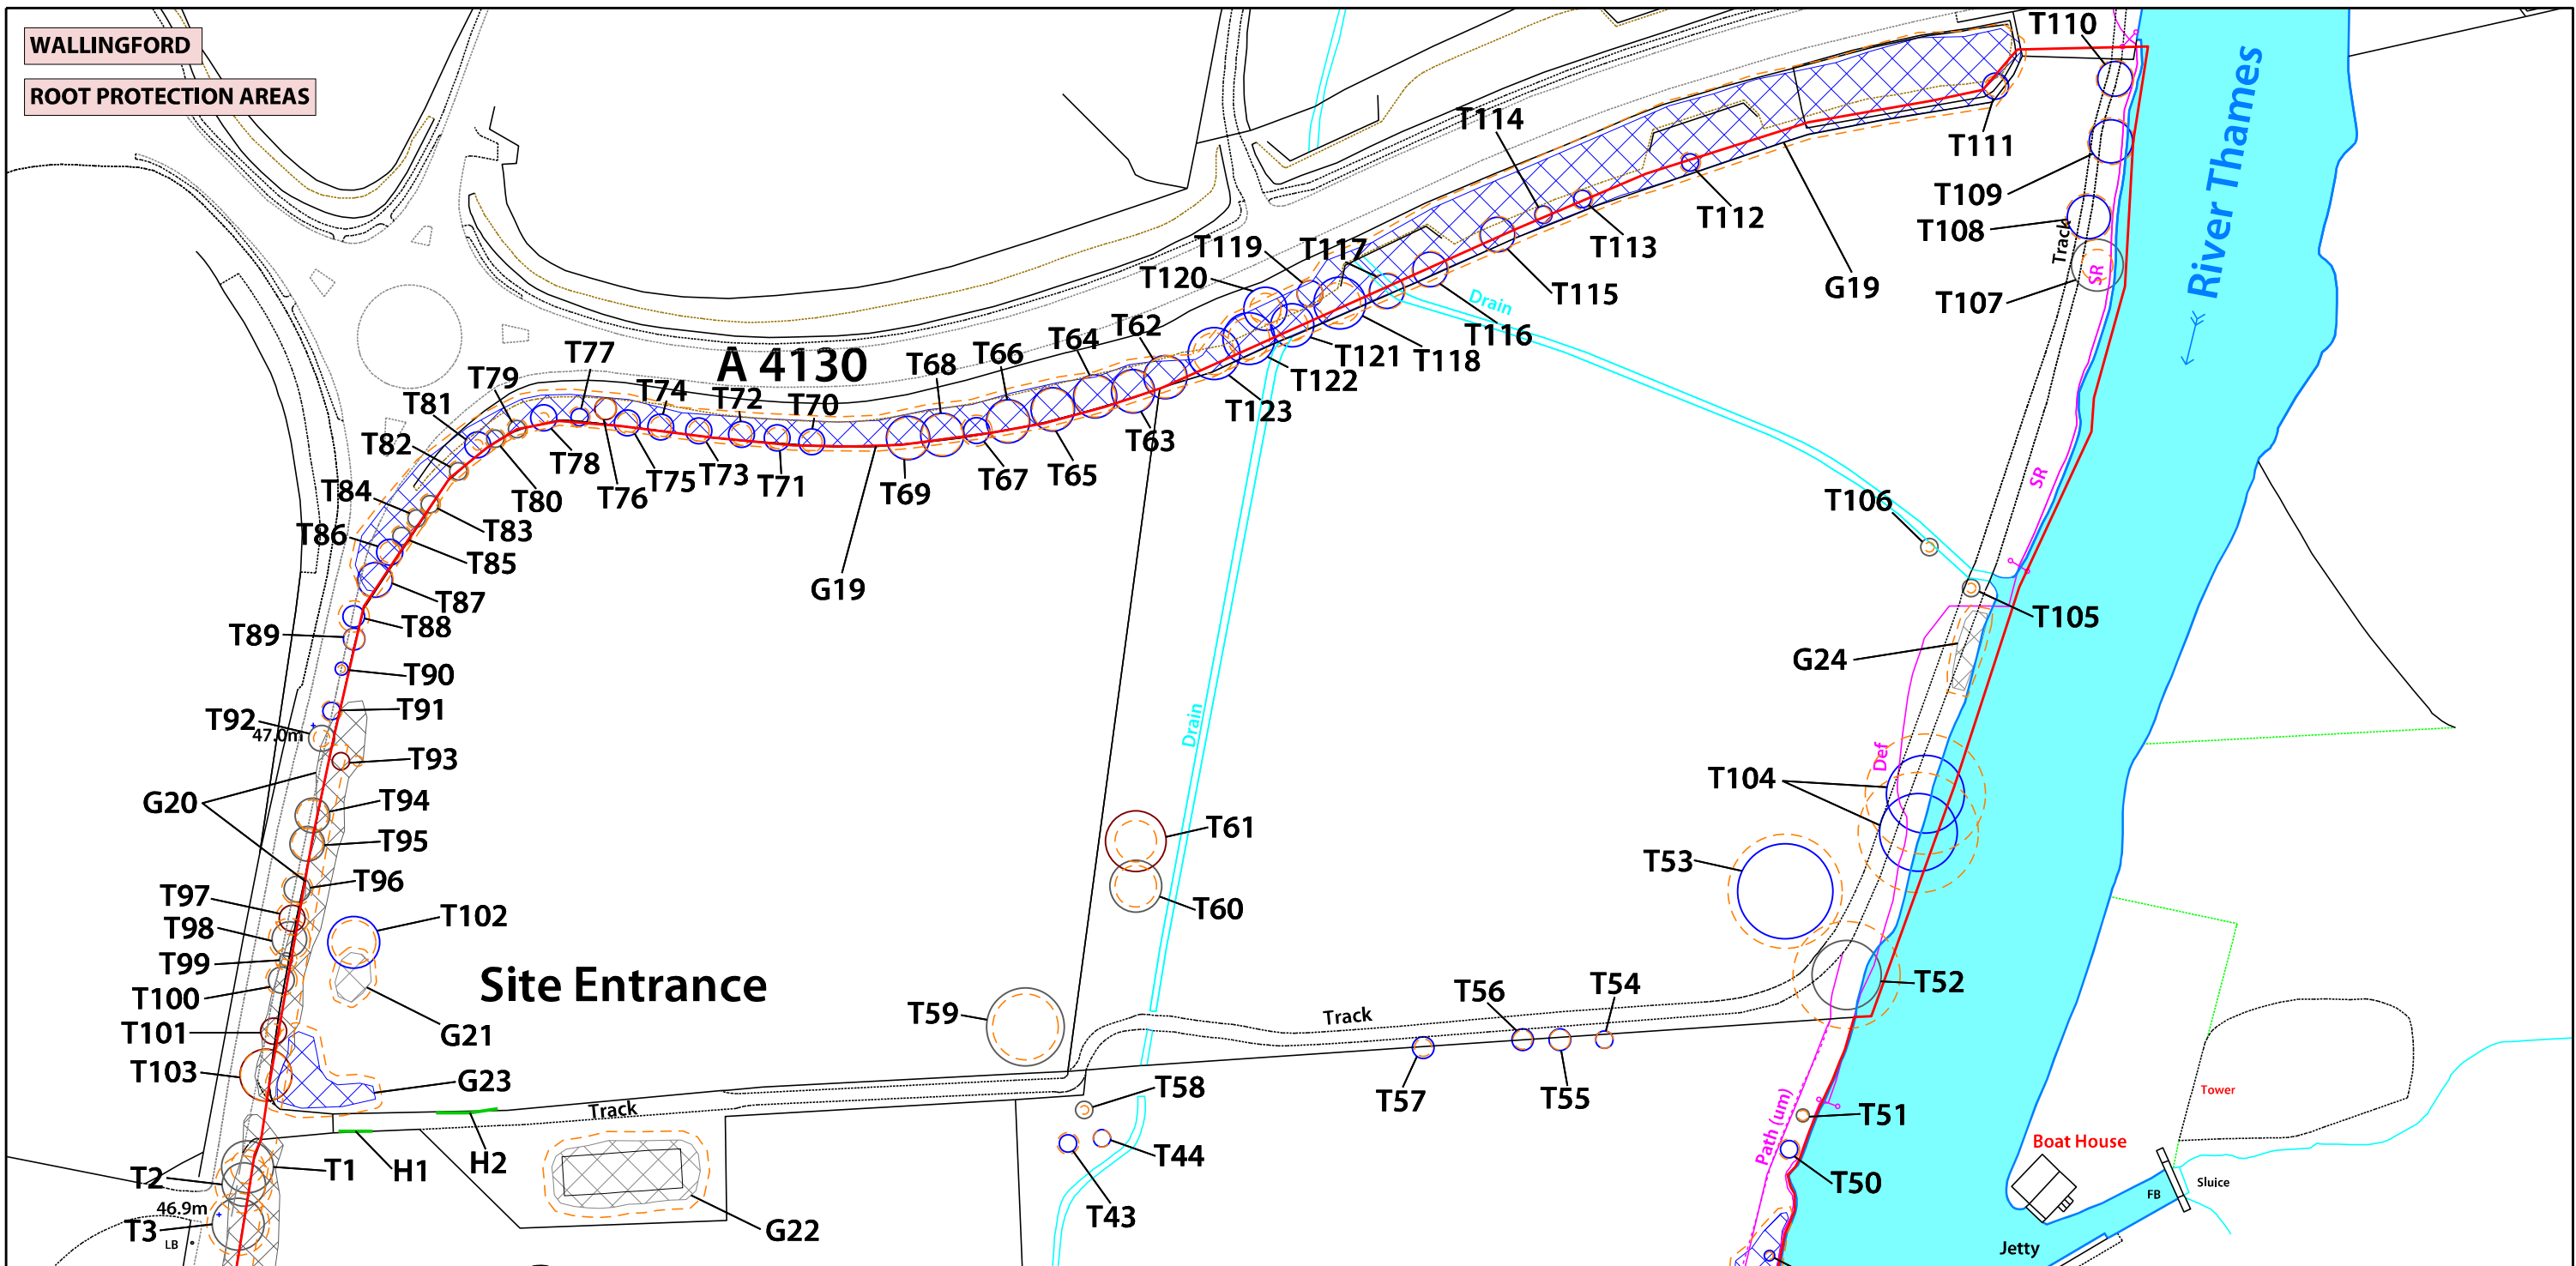 WALLINGFORD
ROOT PROTECTION AREAS
T110
River Thames
T114
T111
T109
T112
T108
Track
T119
T117
T113
SR
T120
G19
T115
T107
Drain
T62
T64
T116
T77
A 4130
T68
T66
T121
T118
T79
T74
T72
T70
T122
T81
T123
T82
T63
T78
T75
T73
T71
T67
T65
SR
T84
T80
T76
T69
T106
T86
T83
T85
G19
T87
T88
T89
T105
T90
G24
T91
T92
47.0m
Drain
T93
Def
T104
G20
T94
T61
T95
T53
T96
T97
T102
T60
T98
T99
Site Entrance
T52
T56
T54
T100
T59
Track
T101
G21
T103
G23
T58
T57
T55
Tower
Track
T51
Path (um)
Boat House
T2
T1
H1
H2
T44
T50
Sluice
FB
46.9m
T3
LB
G22
T43
Jetty